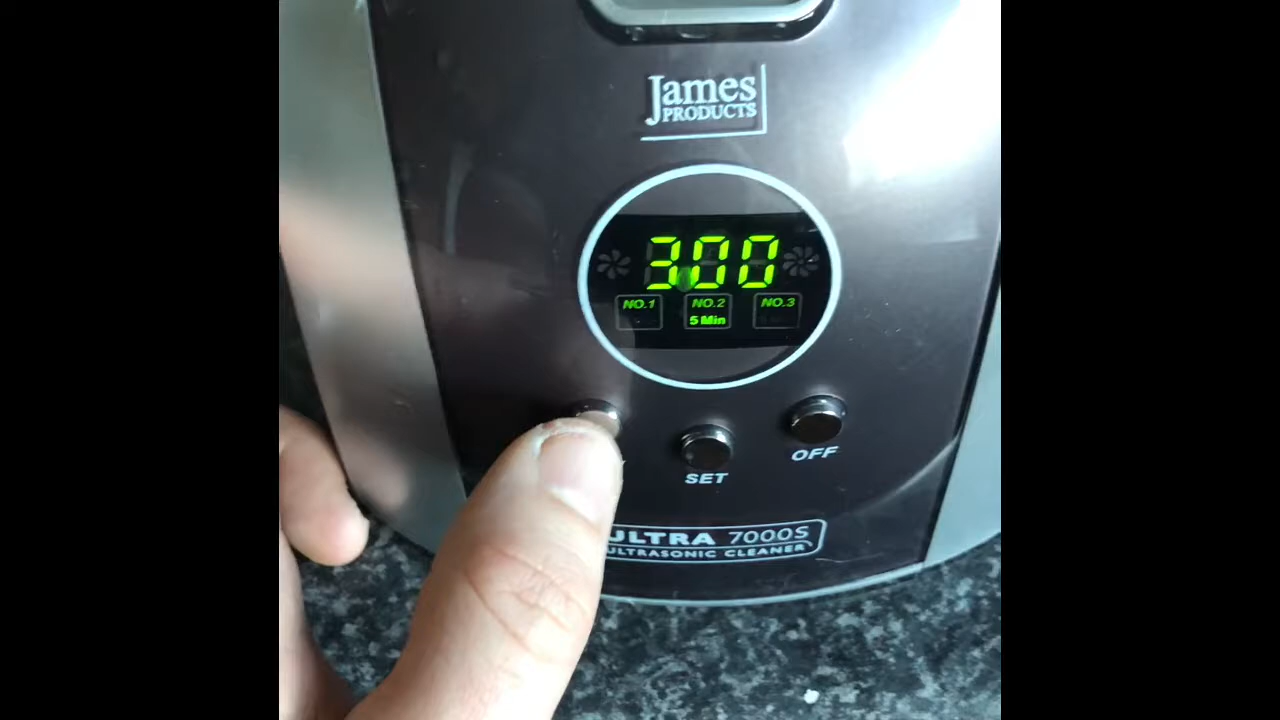 James
PRODUCTS
300
NO.1 NO.2 NO.3
5 Min
SET
OFF
ULTRA 7000S
ULTRASONIC CLEANER